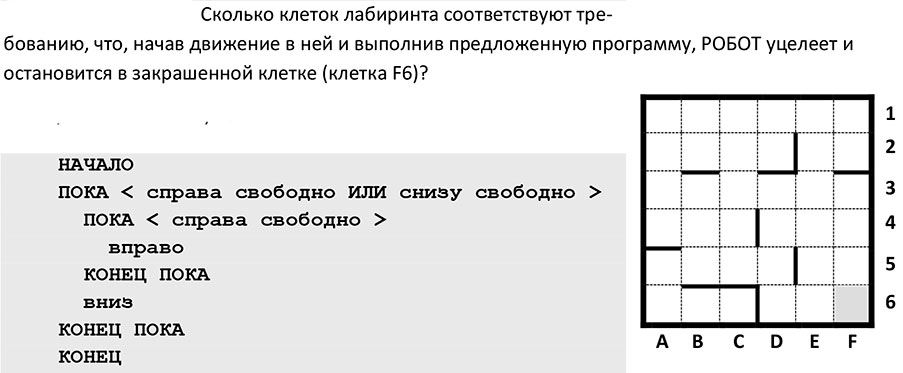 Сколько клеток лабиринта соответствуют тре-
бованию, что, начав движение в ней и выполнив предложенную программу, РОБОТ уцелеет и
остановится в закрашенной клетке (клетка F6)?
НАЧАЛО
ПОКА < справа свободно ИЛИ снизу свободно >
ПОКА < справа свободно >
вправо
КОНЕЦ ПОКА
вниз
КОНЕЦ ПОКА
КОНЕЦ
1
2
3
4
5
6
A B C D E F